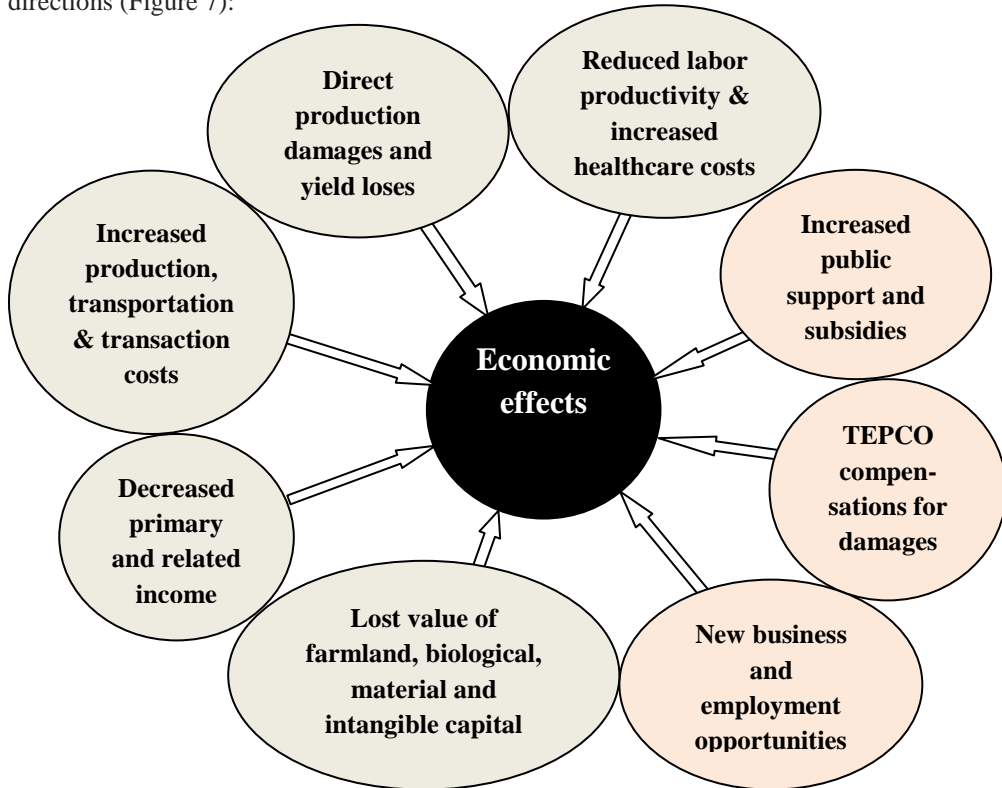 directions (Figure 7):
Direct
production
damages and
yield loses
Reduced labor
productivity &
increased
healthcare costs
Increased
production,
transportation
& transaction
costs
Increased
public
support and
subsidies
Economic
effects
TEPCO
compen-
sations for
damages
Decreased
primary
and related
income
Lost value of
farmland, biological,
material and
intangible capital
New business
and
employment
opportunities